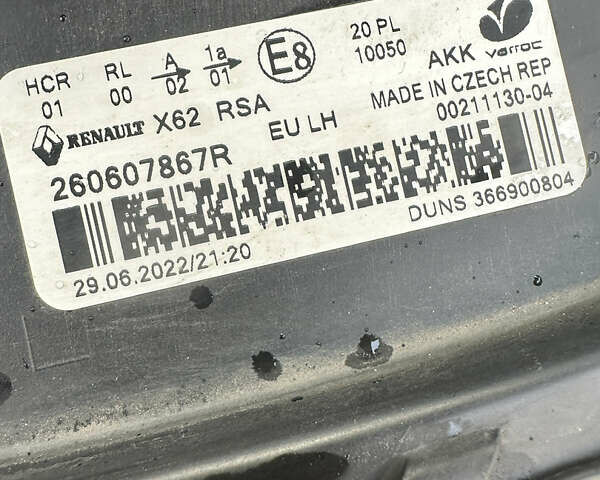 HCR RL A 1a E8 20 PL AKK varroc
01 00 02 01 10050 MADE IN CZECH REP
RENAULT X62 RSA EU LH 00211130-04
260607867R
29.06.2022/21:20 DUNS 366900804